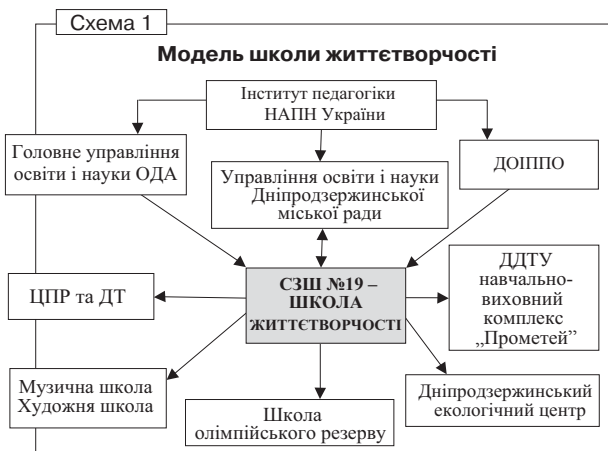 Схема 1
Модель школи життєтворчості
Інститут педагогіки
НАПН України
Головне управління
освіти і науки ОДА
Управління освіти і науки
Дніпродзержинської
міської ради
ДОІППО
ЦПР та ДТ
СЗШ №19 –
ШКОЛА
ЖИТТЄТВОРЧОСТІ
ДДТУ
навчально-
виховний
комплекс
„Прометей”
Музична школа
Художня школа
Школа
олімпійського резерву
Дніпродзержинський
екологічний центр